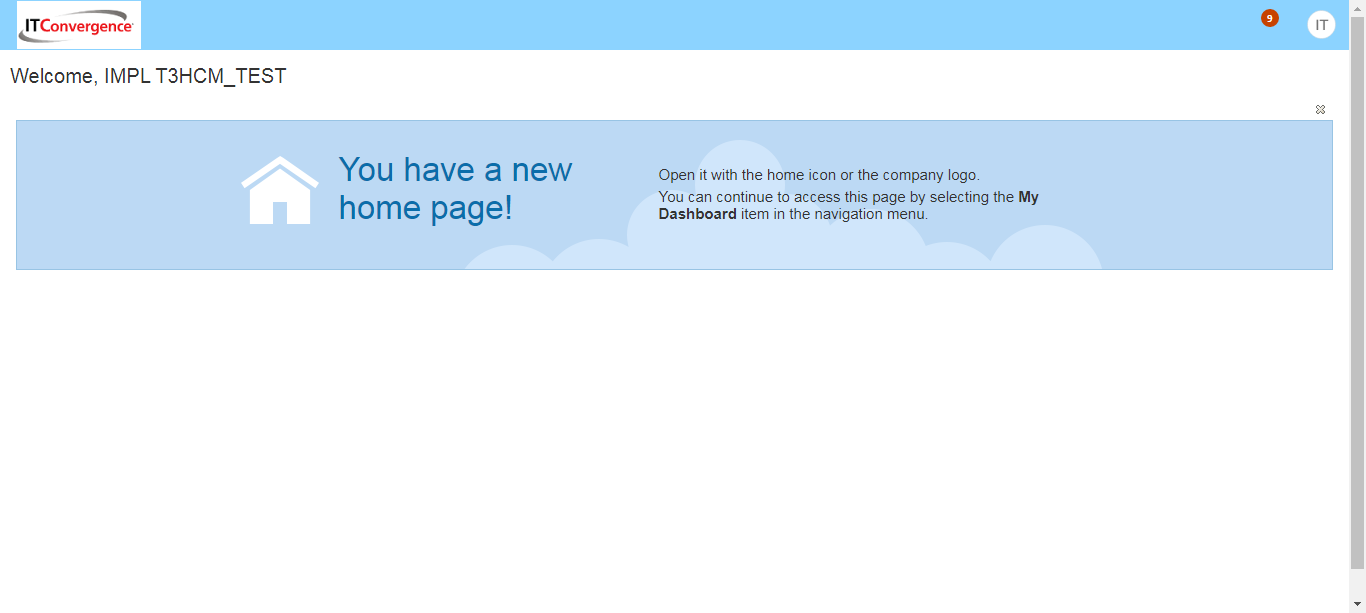 ITConvergence
9
IT
Welcome, IMPL T3HCM_TEST
You have a new
home page!
Open it with the home icon or the company logo.
You can continue to access this page by selecting the My
Dashboard item in the navigation menu.